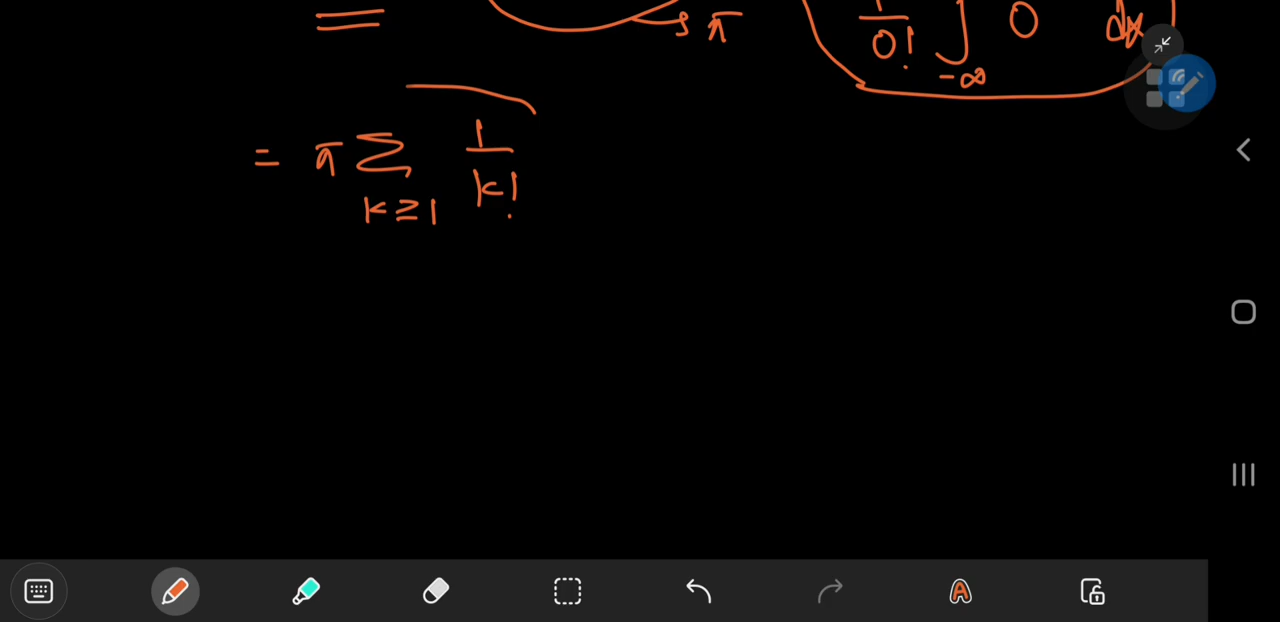 = π 1/0! ∫_{-∞} 0 dx
= π ∑_{k≥1} 1/k!
A